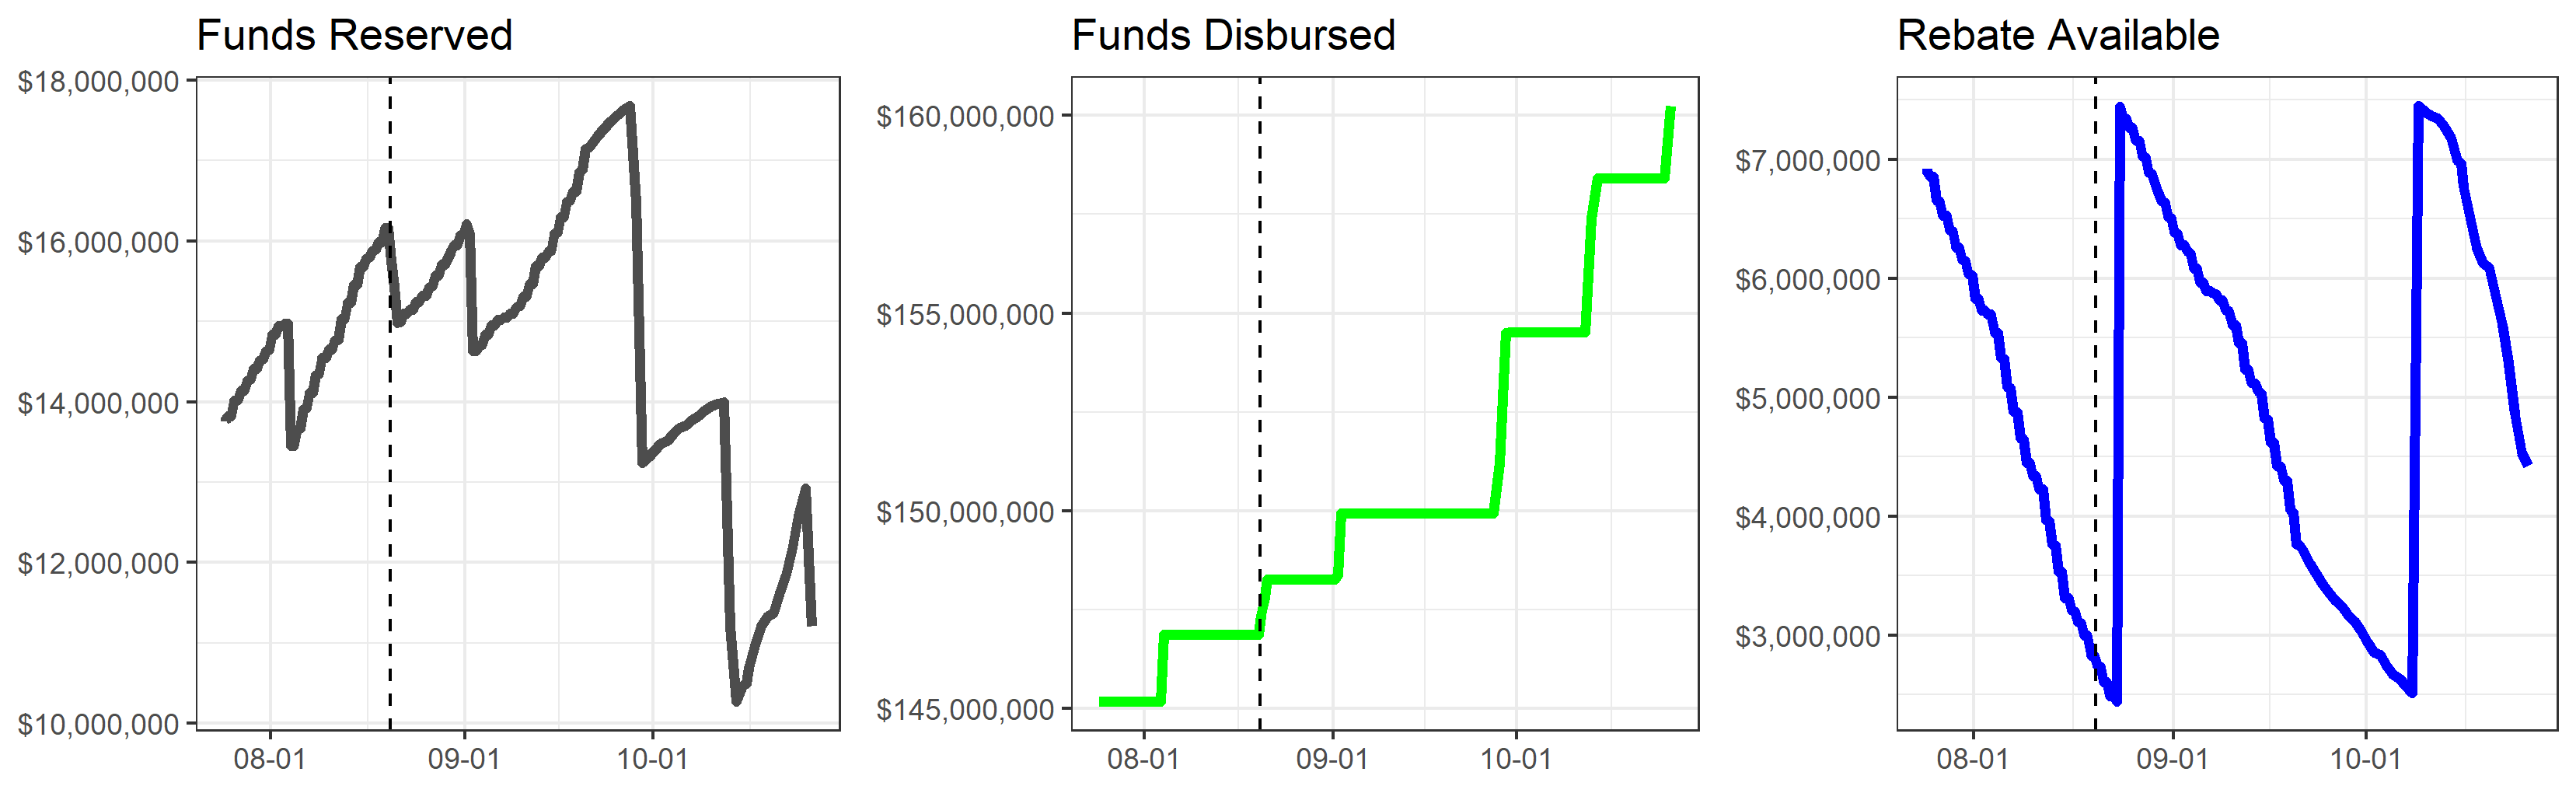 Funds Reserved
$18,000,000
$16,000,000
$14,000,000
$12,000,000
$10,000,000
08-01 09-01 10-01
Funds Disbursed
$160,000,000
$155,000,000
$150,000,000
$145,000,000
08-01 09-01 10-01
Rebate Available
$7,000,000
$6,000,000
$5,000,000
$4,000,000
$3,000,000
08-01 09-01 10-01